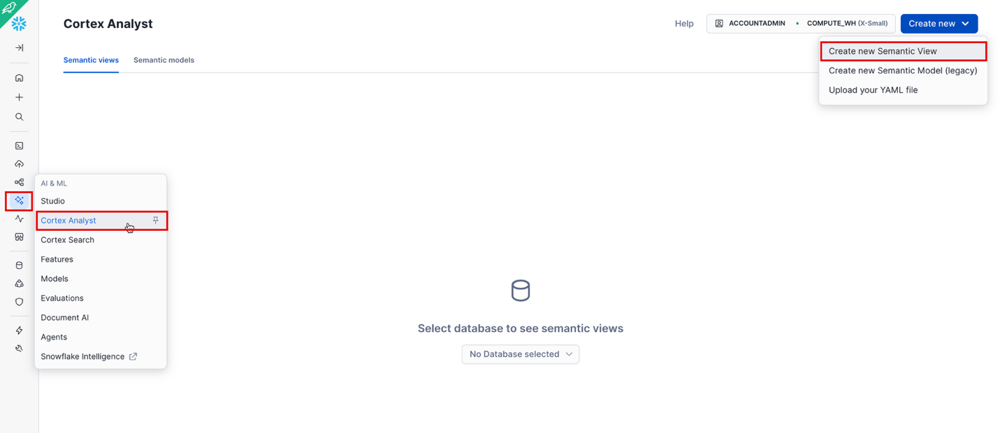 Cortex Analyst
Help
ACCOUNTADMIN • COMPUTE_WH (X-Small)
Create new
Semantic views
Semantic models
Create new Semantic View
Create new Semantic Model (legacy)
Upload your YAML file
AI & ML
Studio
Cortex Analyst
Cortex Search
Features
Models
Evaluations
Document AI
Agents
Snowflake Intelligence
Select database to see semantic views
No Database selected